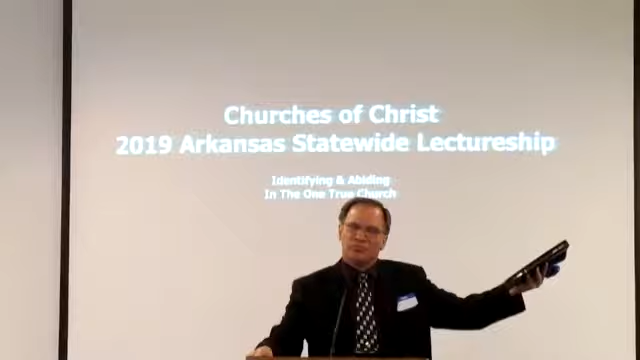 Churches of Christ
2019 Arkansas Statewide Lectureship
Identifying & Abiding
In The One True Church